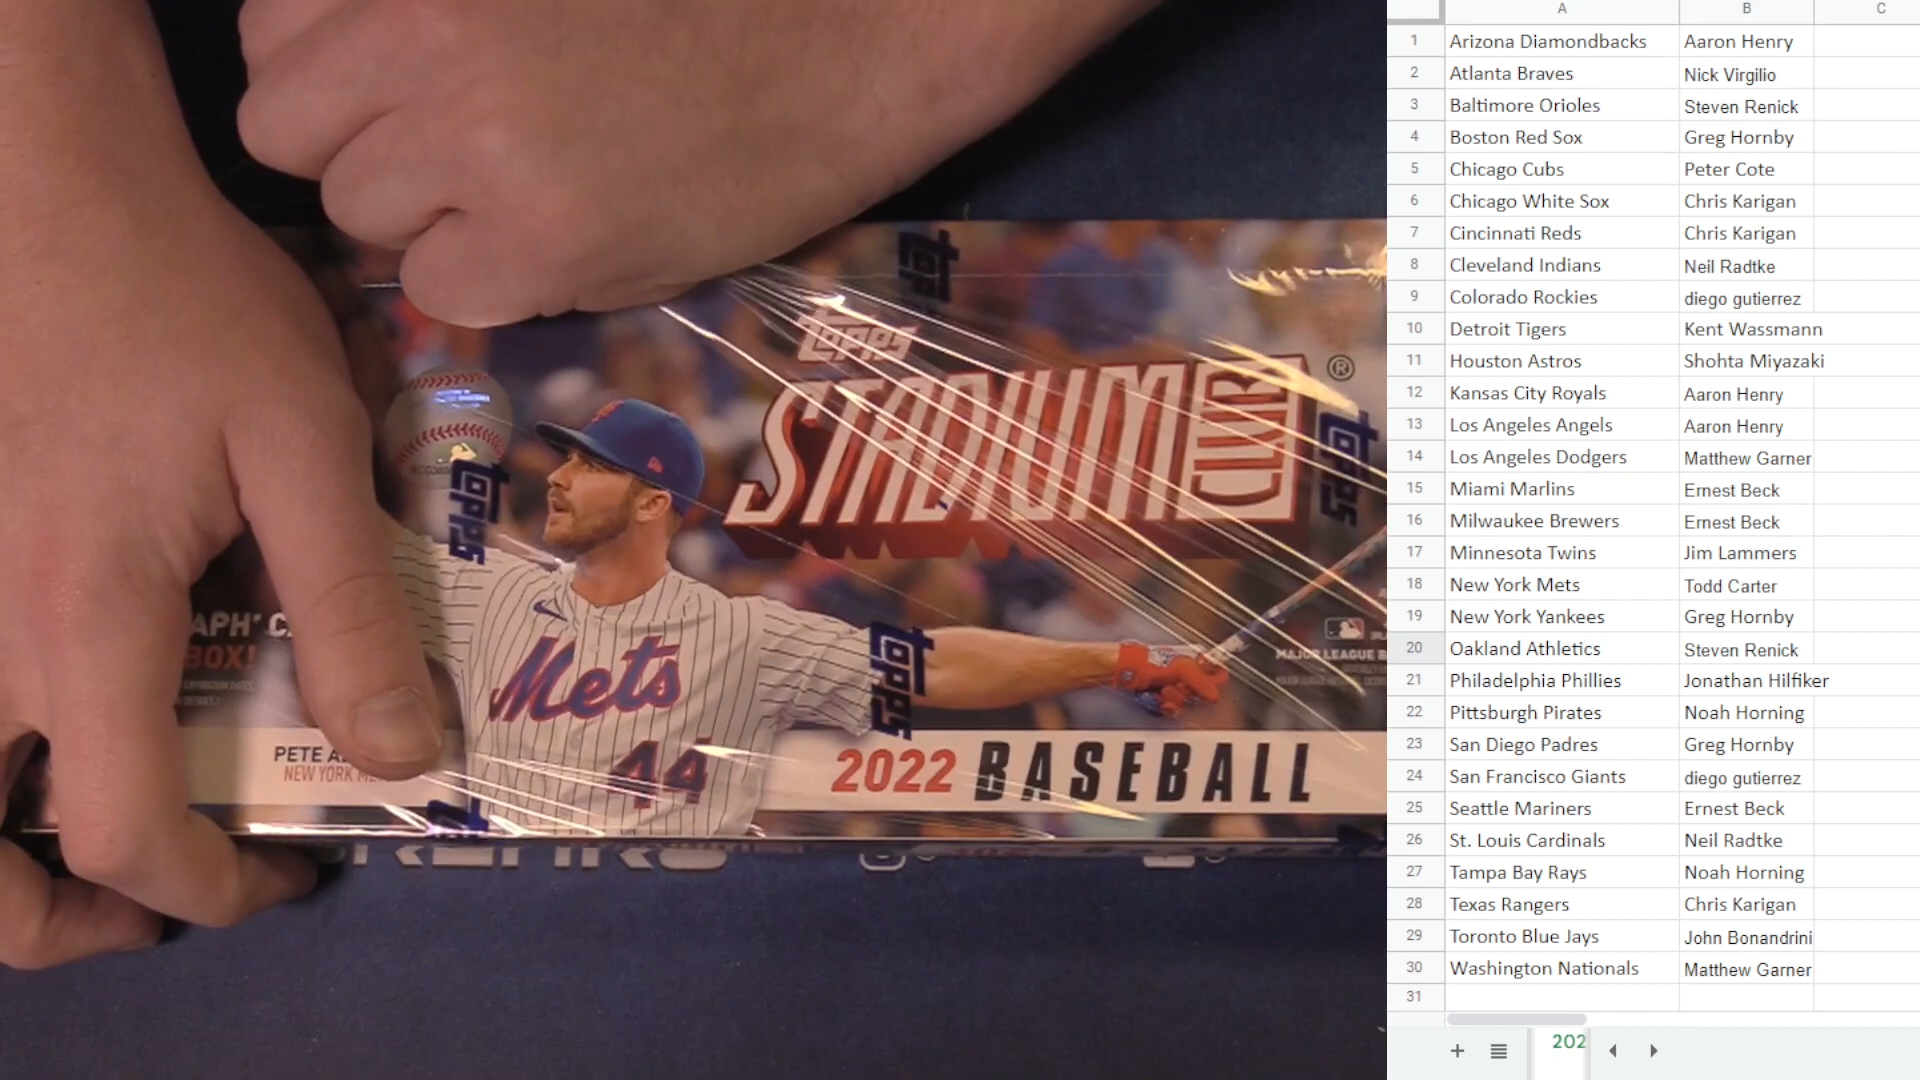 topps
topps
STADIUM CLUB®
topps
topps
Mets
44
APH® C
BOX!
PETE A
NEW YORK ME
2022 BASEBALL
MAJOR LEAGUE B
topps
A B C
1 Arizona Diamondbacks Aaron Henry
2 Atlanta Braves Nick Virgilio
3 Baltimore Orioles Steven Renick
4 Boston Red Sox Greg Hornby
5 Chicago Cubs Peter Cote
6 Chicago White Sox Chris Karigan
7 Cincinnati Reds Chris Karigan
8 Cleveland Indians Neil Radtke
9 Colorado Rockies diego gutierrez
10 Detroit Tigers Kent Wassmann
11 Houston Astros Shohta Miyazaki
12 Kansas City Royals Aaron Henry
13 Los Angeles Angels Aaron Henry
14 Los Angeles Dodgers Matthew Garner
15 Miami Marlins Ernest Beck
16 Milwaukee Brewers Ernest Beck
17 Minnesota Twins Jim Lammers
18 New York Mets Todd Carter
19 New York Yankees Greg Hornby
20 Oakland Athletics Steven Renick
21 Philadelphia Phillies Jonathan Hilfiker
22 Pittsburgh Pirates Noah Horning
23 San Diego Padres Greg Hornby
24 San Francisco Giants diego gutierrez
25 Seattle Mariners Ernest Beck
26 St. Louis Cardinals Neil Radtke
27 Tampa Bay Rays Noah Horning
28 Texas Rangers Chris Karigan
29 Toronto Blue Jays John Bonandrini
30 Washington Nationals Matthew Garner
31
202